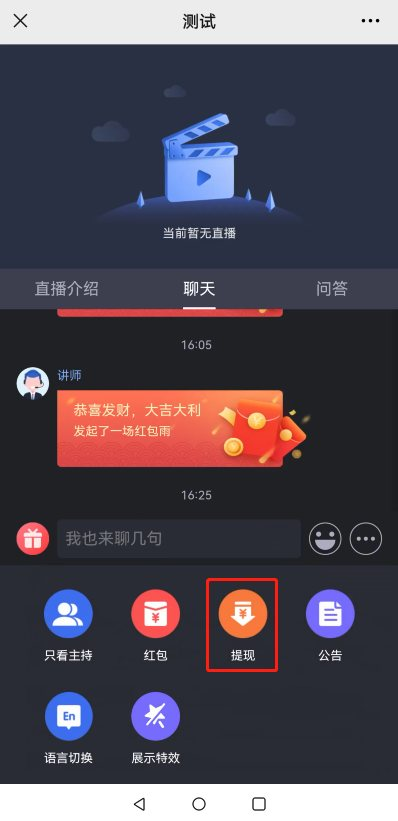 测试
当前暂无直播
直播介绍
聊天
问答
16:05
讲师
恭喜发财，大吉大利
发起了一场红包雨
16:25
我也来聊几句
只看主持
红包
提现
公告
En
语言切换
展示特效